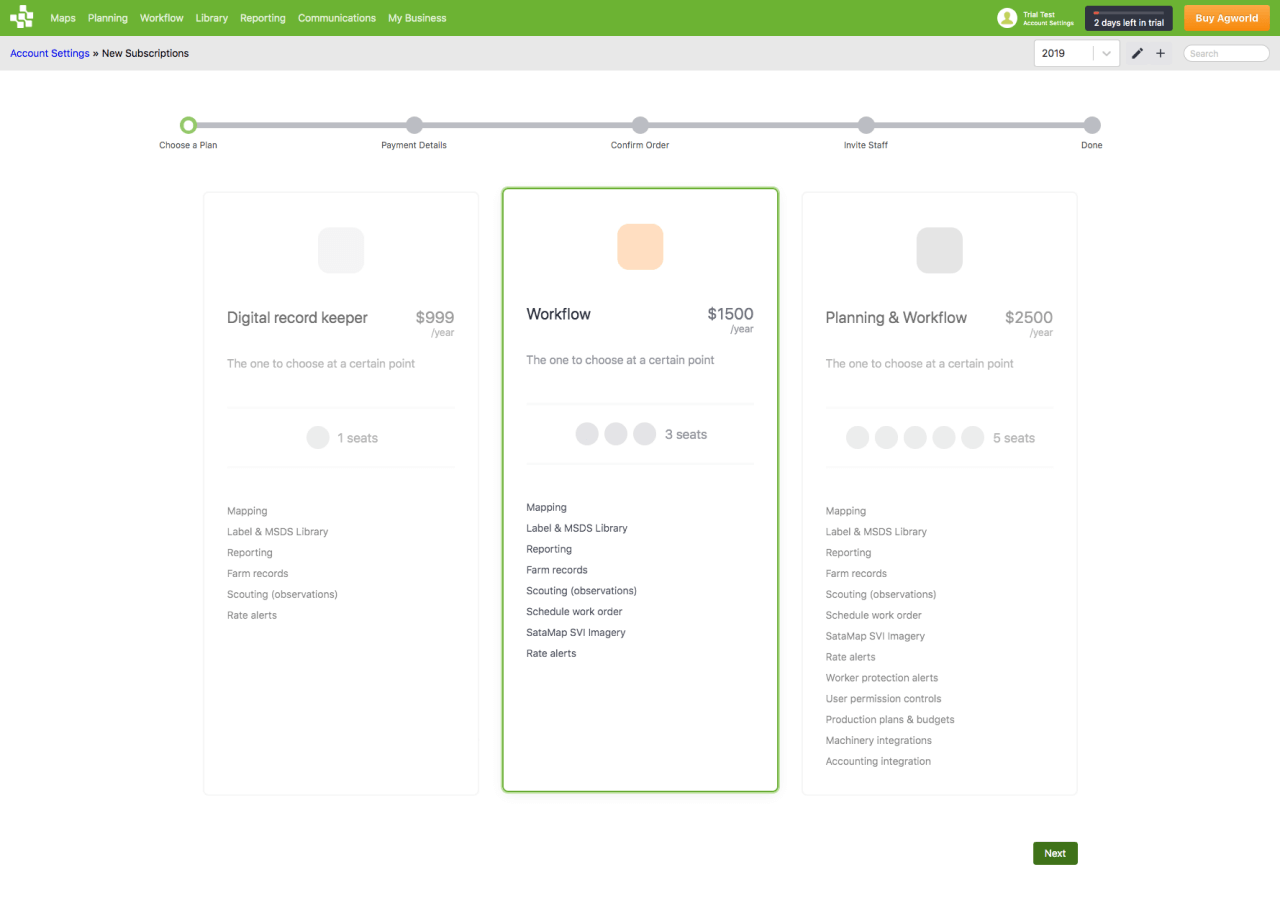 Maps Planning Workflow Library Reporting Communications My Business
Trial Test
Account Settings
2 days left in trial
Buy Agworld
Account Settings » New Subscriptions
2019
Search
Choose a Plan
Payment Details
Confirm Order
Invite Staff
Done
Digital record keeper
$999
/year
The one to choose at a certain point
1 seats
Mapping
Label & MSDS Library
Reporting
Farm records
Scouting (observations)
Rate alerts
Workflow
$1500
/year
The one to choose at a certain point
3 seats
Mapping
Label & MSDS Library
Reporting
Farm records
Scouting (observations)
Schedule work order
SataMap SVI Imagery
Rate alerts
Planning & Workflow
$2500
/year
The one to choose at a certain point
5 seats
Mapping
Label & MSDS Library
Reporting
Farm records
Scouting (observations)
Schedule work order
SataMap SVI Imagery
Rate alerts
Worker protection alerts
User permission controls
Production plans & budgets
Machinery integrations
Accounting integration
Next